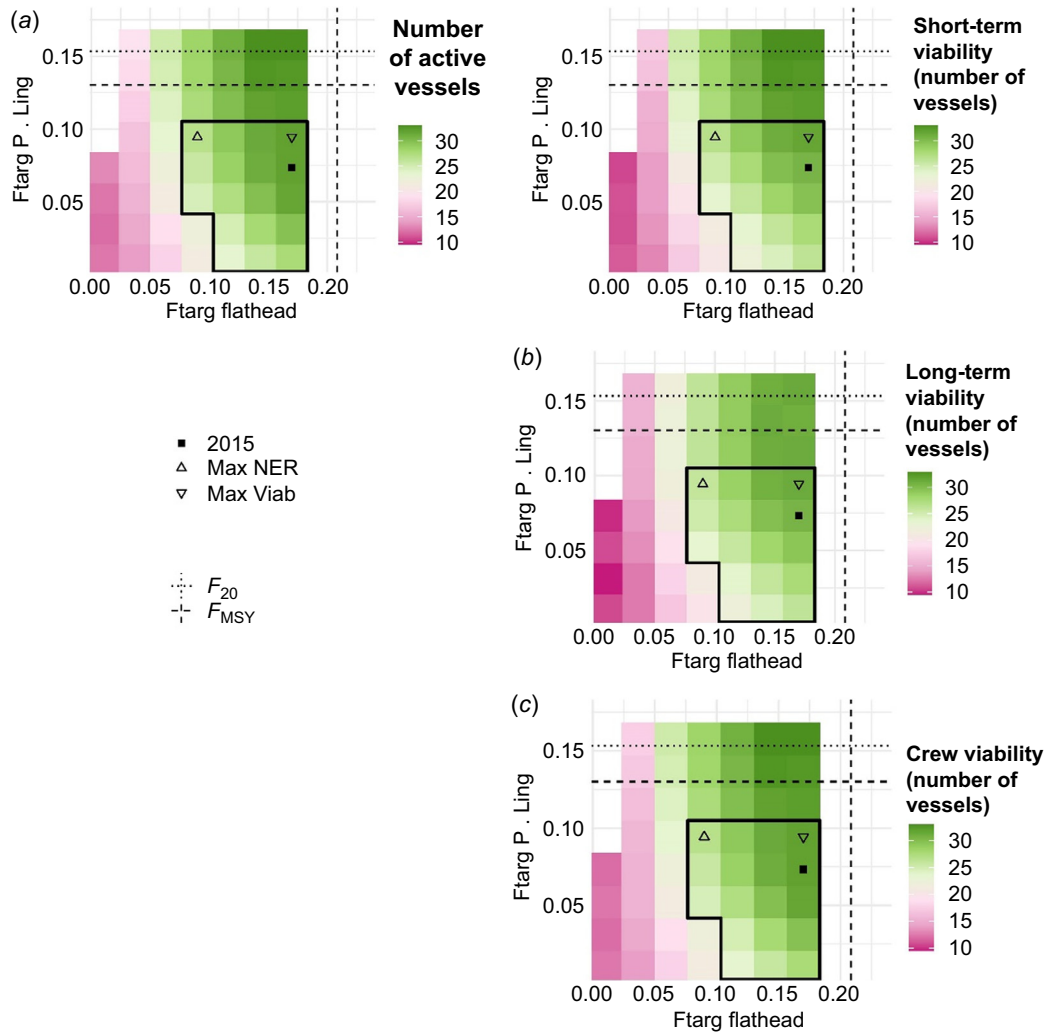 (a)
Number
of active
vessels
Ftarg P . Ling
0.15
0.10
0.05
30
25
20
15
10
0.00 0.05 0.10 0.15 0.20
Ftarg flathead
Short-term
viability
(number of
vessels)
Ftarg P . Ling
0.15
0.10
0.05
30
25
20
15
10
0.00 0.05 0.10 0.15 0.20
Ftarg flathead
2015
Max NER
Max Viab
F20
FMSY
(b)
Long-term
viability
(number of
vessels)
Ftarg P . Ling
0.15
0.10
0.05
30
25
20
15
10
0.00 0.05 0.10 0.15 0.20
Ftarg flathead
(c)
Crew viability
(number of
vessels)
Ftarg P . Ling
0.15
0.10
0.05
30
25
20
15
10
0.00 0.05 0.10 0.15 0.20
Ftarg flathead